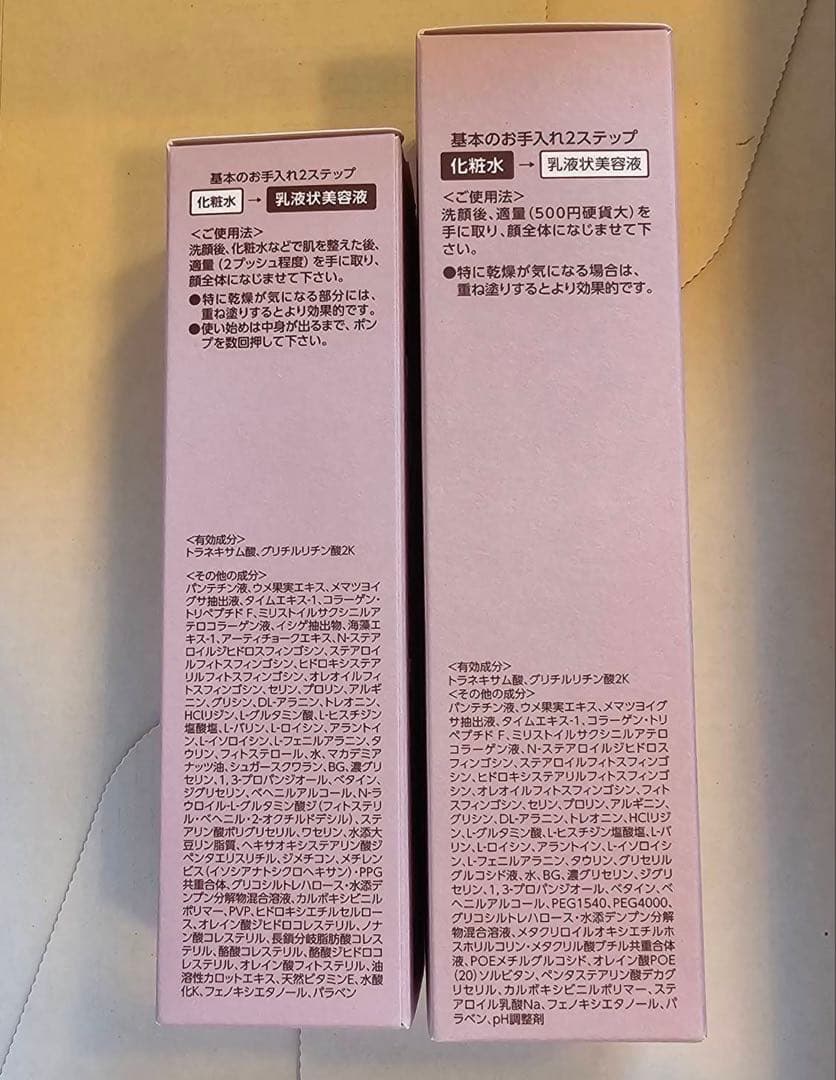 基本のお手入れ2ステップ
化粧水 → 乳液状美容液
<ご使用法>
洗顔後、化粧水などで肌を整えた後、
適量(2プッシュ程度)を手に取り、
顔全体になじませて下さい。
●特に乾燥が気になる部分には、
重ね塗りするとより効果的です。
●使い始めは中身が出るまで、ポン
プを数回押して下さい。
<有効成分>
トラネキサム酸、グリチルリチン酸2K
<その他の成分>
パンテチン液、ウメ果実エキス、メマツヨイ
グサ抽出液、タイムエキス-1、コラーゲン・
トリペプチド F、ミリストイルサクシニルア
テロコラーゲン液、イシゲ抽出物、海藻エ
キス-1、アーティチョークエキス、N-ステア
ロイルジヒドロスフィンゴシン、ステアロイ
ルフィトスフィンゴシン、ヒドロキシステア
リルフィトスフィンゴシン、オレオイルフィ
トスフィンゴシン、セリン、プロリン、アルギ
ニン、グリシン、DL-アラニン、トレオニン、
HClリジン、L-グルタミン酸、L-ヒスチジン
塩酸塩、L-バリン、L-ロイシン、アラントイ
ン、L-イソロイシン、L-フェニルアラニン、タ
ウリン、フィトステロール、水、マカデミア
ナッツ油、シュガースクワラン、BG、濃グリ
セリン、1,3-プロパンジオール、ベタイン、
ジグリセリン、ベヘニルアルコール、N-ラ
ウロイル-L-グルタミン酸ジ(フィトステリ
ル・ベヘニル・2-オクチルドデシル)、ステ
アリン酸ポリグリセリル、ワセリン、水添大
豆リン脂質、ヘキサオキシステアリン酸ジ
ペンタエリスリチル、ジメチコン、メチレン
ビス(イソシアナトシクロヘキサン)・PPG
共重合体、グリコシルトレハロース・水添
デンプン分解物混合溶液、カルボキシビニル
ポリマー、PVP、ヒドロキシエチルセルロー
ス、オレイン酸ジヒドロコレステリル、ノナ
ン酸コレステリル、長鎖分岐脂肪酸コレス
テリル、酪酸コレステリル、酪酸ジヒドロコ
レステリル、オレイン酸フィトステリル、油
溶性カロットエキス、天然ビタミンE、水酸
化K、フェノキシエタノール、パラベン
基本のお手入れ2ステップ
化粧水 → 乳液状美容液
<ご使用法>
洗顔後、適量(500円硬貨大)を
手に取り、顔全体になじませて下
さい。
●特に乾燥が気になる場合は、
重ね塗りするとより効果的です。
<有効成分>
トラネキサム酸、グリチルリチン酸2K
<その他の成分>
パンテチン液、ウメ果実エキス、メマツヨイグ
サ抽出液、タイムエキス-1、コラーゲン・トリ
ペプチド F、ミリストイルサクシニルアテロ
コラーゲン液、N-ステアロイルジヒドロス
フィンゴシン、ステアロイルフィトスフィンゴ
シン、ヒドロキシステアリルフィトスフィンゴ
シン、オレオイルフィトスフィンゴシン、フィト
スフィンゴシン、セリン、プロリン、アルギニン、
グリシン、DL-アラニン、トレオニン、HClリジ
ン、L-グルタミン酸、L-ヒスチジン塩酸塩、L-バ
リン、L-ロイシン、アラントイン、L-イソロイシ
ン、L-フェニルアラニン、タウリン、グリセリル
グルコシド液、水、BG、濃グリセリン、ジグリ
セリン、1,3-プロパンジオール、ベタイン、ベ
ヘニルアルコール、PEG1540、PEG4000、
グリコシルトレハロース・水添デンプン分解
物混合溶液、メタクリロイルオキシエチルホ
スホリルコリン・メタクリル酸ブチル共重合体
液、POEメチルグルコシド、オレイン酸POE
(20)ソルビタン、ペンタステアリン酸デカグ
リセリル、カルボキシビニルポリマー、ステ
アロイル乳酸Na、フェノキシエタノール、パ
ラベン、pH調整剤